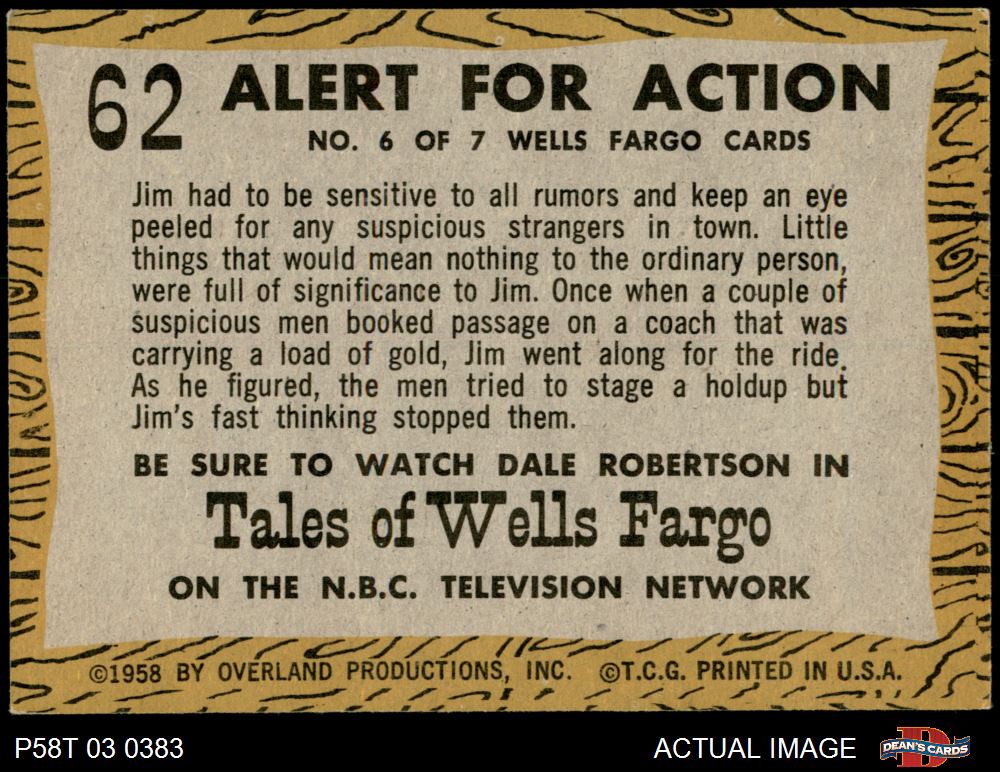 62 ALERT FOR ACTION
NO. 6 OF 7 WELLS FARGO CARDS
Jim had to be sensitive to all rumors and keep an eye
peeled for any suspicious strangers in town. Little
things that would mean nothing to the ordinary person,
were full of significance to Jim. Once when a couple of
suspicious men booked passage on a coach that was
carrying a load of gold, Jim went along for the ride.
As he figured, the men tried to stage a holdup but
Jim's fast thinking stopped them.
BE SURE TO WATCH DALE ROBERTSON IN
Tales of Wells Fargo
ON THE N.B.C. TELEVISION NETWORK
©1958 BY OVERLAND PRODUCTIONS, INC. ©T.C.G. PRINTED IN U.S.A.
P58T 03 0383 ACTUAL IMAGE D DEAN'S CARDS